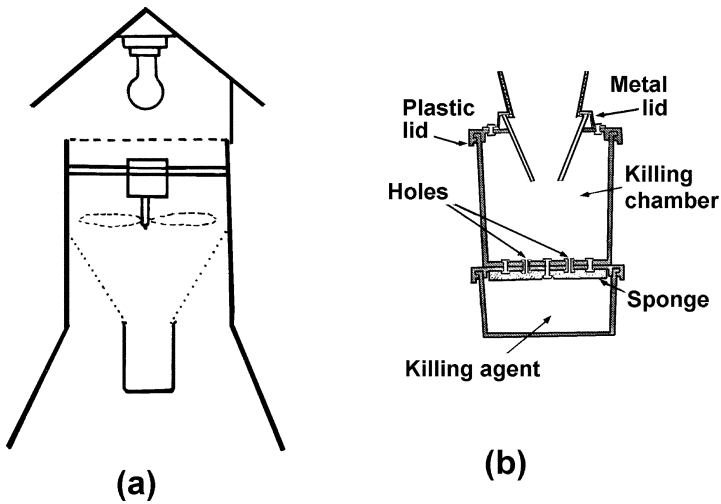 Metal
lid
Plastic
lid
Killing
chamber
Holes
Sponge
Killing agent
(a)
(b)